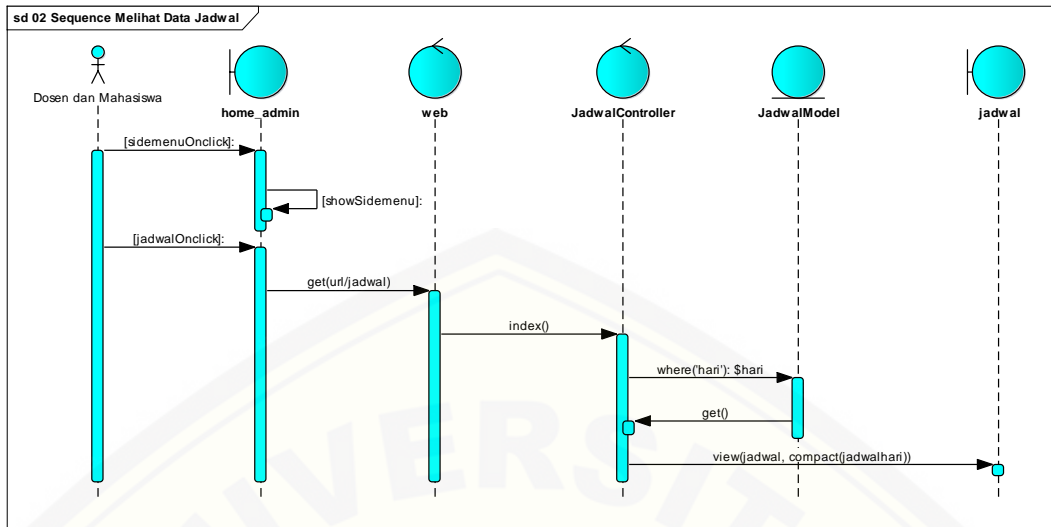 sd 02 Sequence Melihat Data Jadwal
Dosen dan Mahasiswa
home_admin
web
JadwalController
JadwalModel
jadwal
[sidemenuOnclick]:
[showSidemenu]:
[jadwalOnclick]:
get(url/jadwal)
index()
where('hari'): $hari
get()
view(jadwal, compact(jadwalhari))